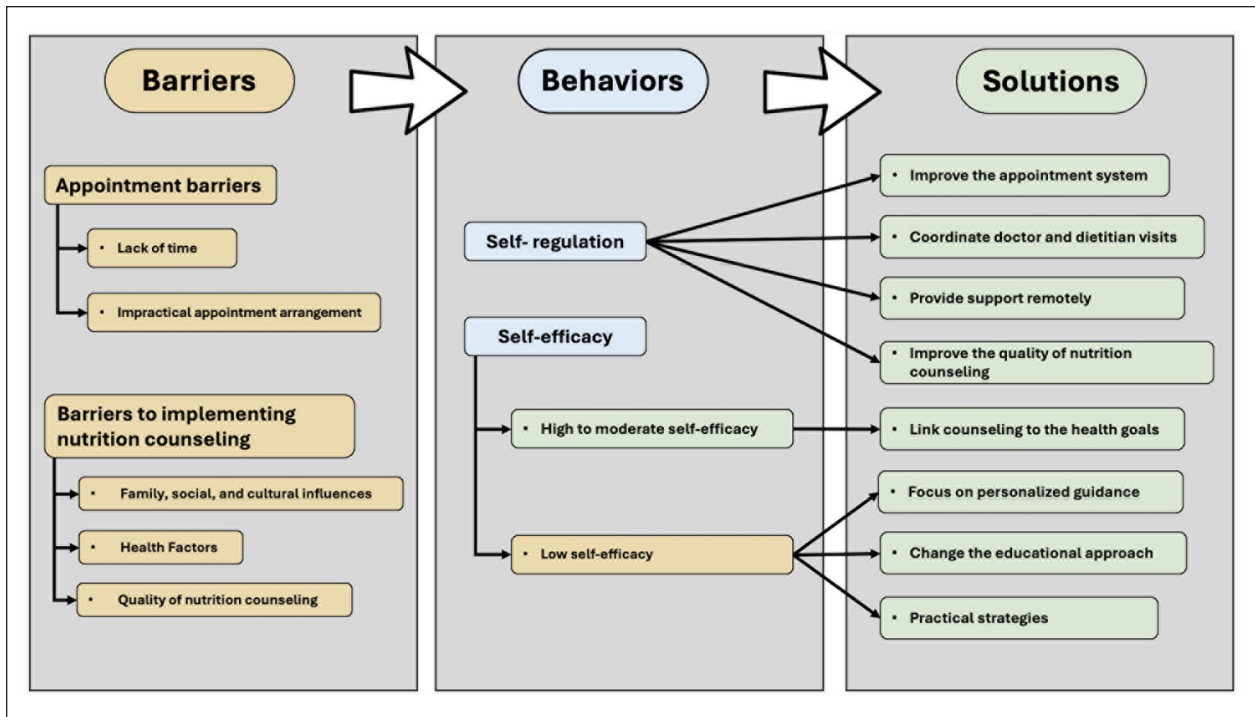 Barriers
Appointment barriers
• Lack of time
• Impractical appointment arrangement
Barriers to implementing
nutrition counseling
• Family, social, and cultural influences
• Health Factors
• Quality of nutrition counseling
Behaviors
Self- regulation
Self-efficacy
• High to moderate self-efficacy
• Low self-efficacy
Solutions
• Improve the appointment system
• Coordinate doctor and dietitian visits
• Provide support remotely
• Improve the quality of nutrition
counseling
• Link counseling to the health goals
• Focus on personalized guidance
• Change the educational approach
• Practical strategies